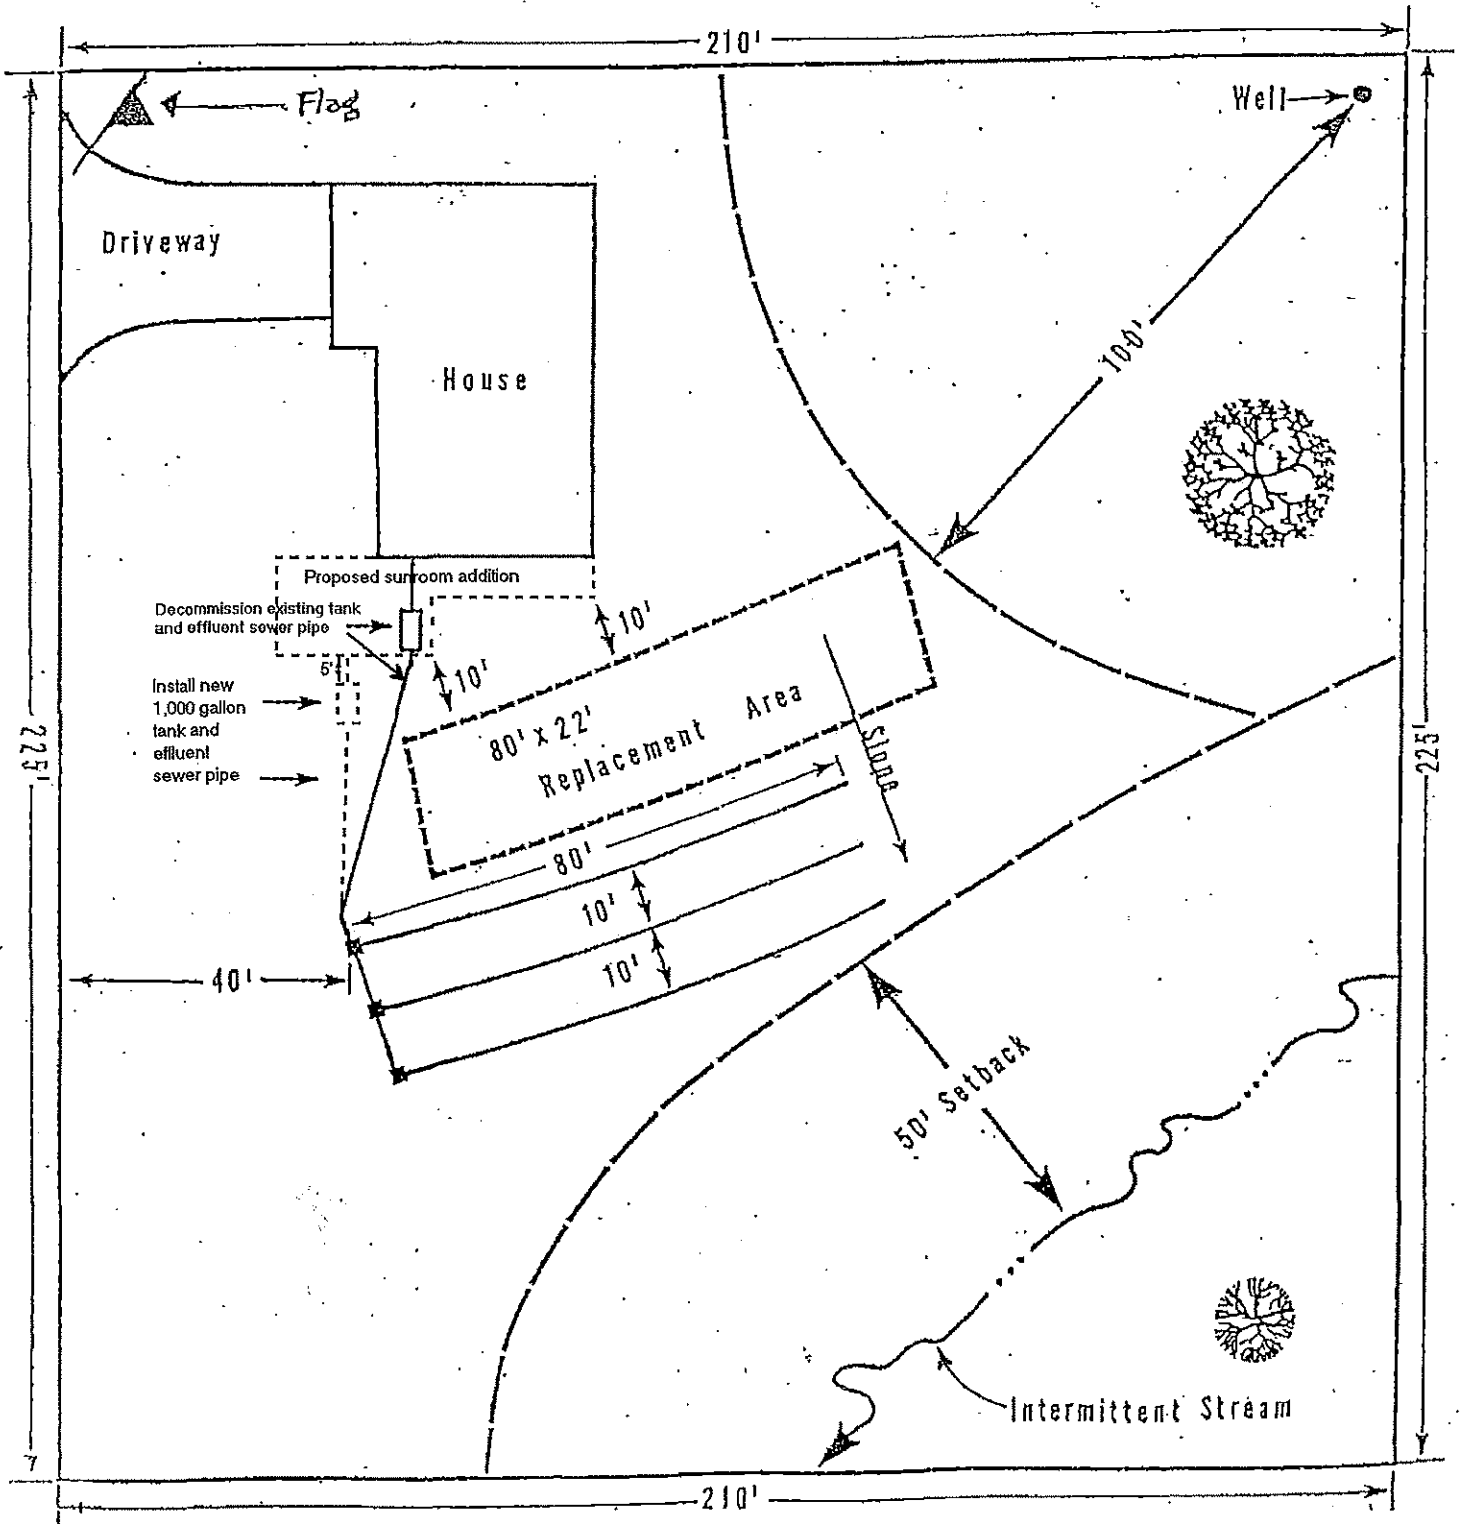 210'
Flag
Well
Driveway
House
100'
Proposed sunroom addition
Decommission existing tank
and effluent sewer pipe
10'
10'
5'
Install new
1,000 gallon
tank and
effluent
sewer pipe
80' x 22'
Replacement Area
Slope
225'
225'
80'
10'
10'
40'
50' Setback
Intermittent Stream
210'